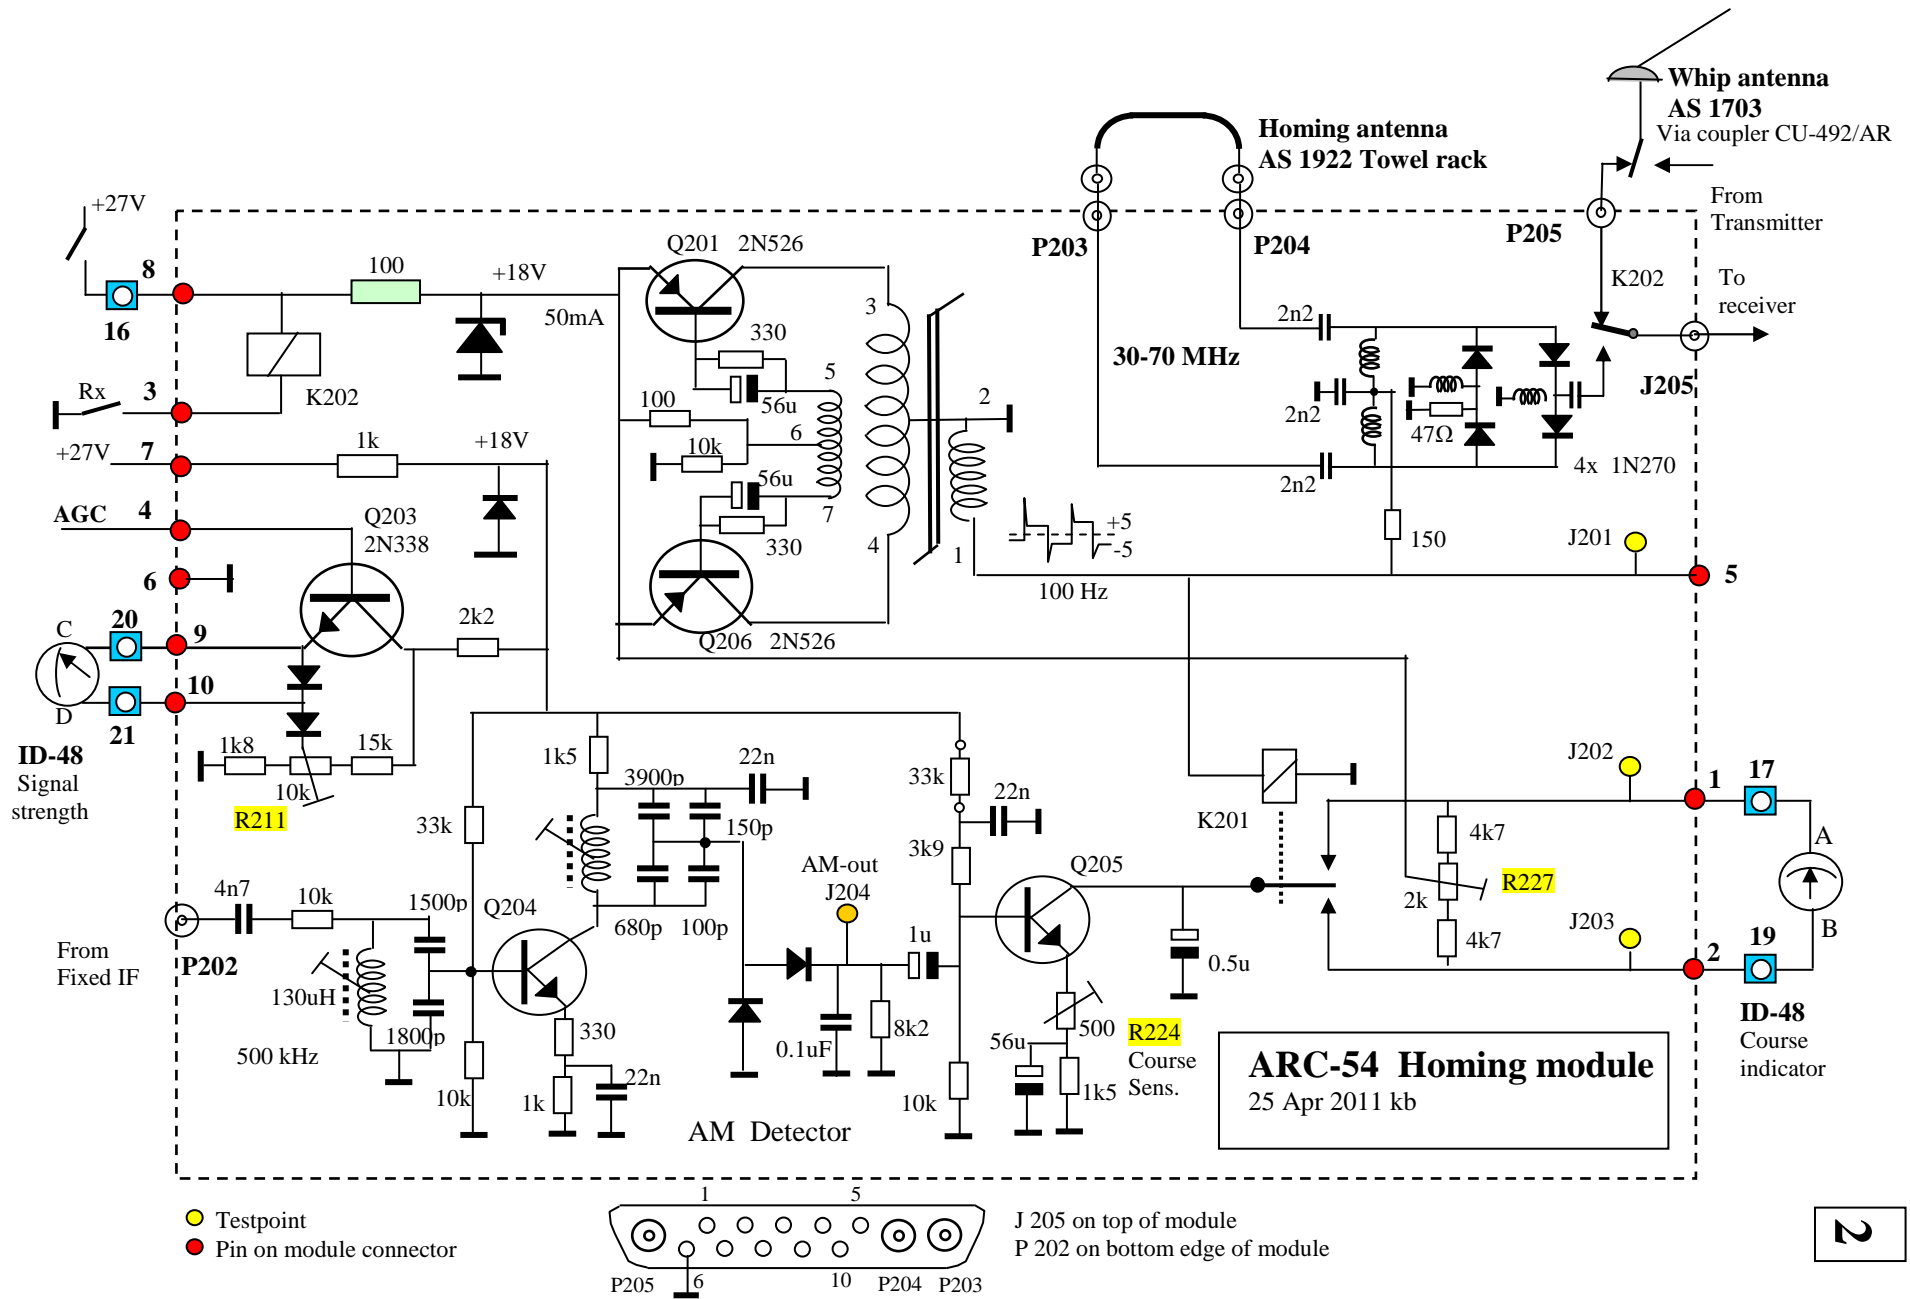 Whip antenna
AS 1703
Via coupler CU-492/AR
Homing antenna
AS 1922 Towel rack
From
Transmitter
+27V
P203
P204
P205
Q201 2N526
8
100
+18V
K202
To
receiver
16
50mA
3
330
2n2
30-70 MHz
J205
Rx
3
K202
5
100
56u
2
2n2
47Ω
+27V
7
1k
+18V
6
10k
56u
4x 1N270
2n2
AGC
4
Q203
2N338
7
330
4
1
+5
-5
150
J201
6
100 Hz
5
20
9
2k2
Q206 2N526
C
D
10
21
ID-48
Signal
strength
1k8
15k
10k
R211
1k5
3900p
22n
33k
J202
1
17
33k
150p
22n
K201
4k7
A
AM-out
J204
3k9
Q205
R227
2k
4n7
10k
1500p
Q204
680p
100p
1u
J203
4k7
B
From
Fixed IF
P202
130uH
0.5u
2
19
1800p
330
0.1uF
8k2
500
R224
Course
Sens.
56u
ID-48
Course
indicator
500 kHz
22n
10k
1k
10k
1k5
ARC-54 Homing module
25 Apr 2011 kb
AM Detector
1
5
Testpoint
Pin on module connector
J 205 on top of module
P 202 on bottom edge of module
P205
6
10
P204
P203
2